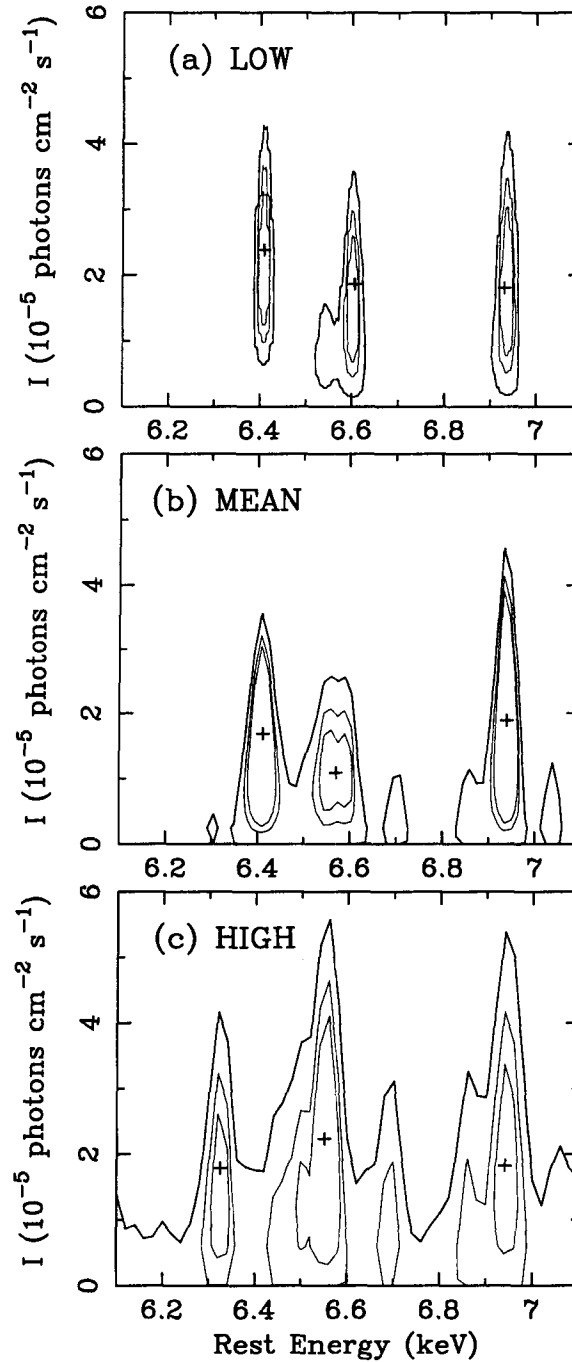 6
(a) LOW
4
2
0
I (10⁻⁵ photons cm⁻² s⁻¹)
6.2 6.4 6.6 6.8 7
6
(b) MEAN
4
2
0
I (10⁻⁵ photons cm⁻² s⁻¹)
6.2 6.4 6.6 6.8 7
6
(c) HIGH
4
2
0
I (10⁻⁵ photons cm⁻² s⁻¹)
6.2 6.4 6.6 6.8 7
Rest Energy (keV)